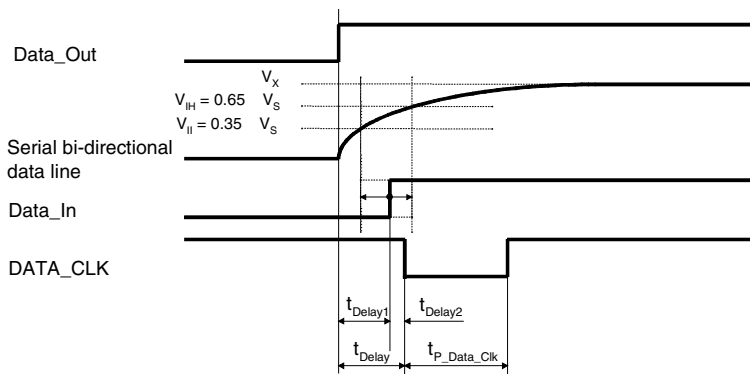 Data_Out
V_X
V_IH = 0.65 V_S
V_Il = 0.35 V_S
Serial bi-directional
data line
Data_In
DATA_CLK
t_Delay1
t_Delay2
t_Delay
t_P_Data_Clk